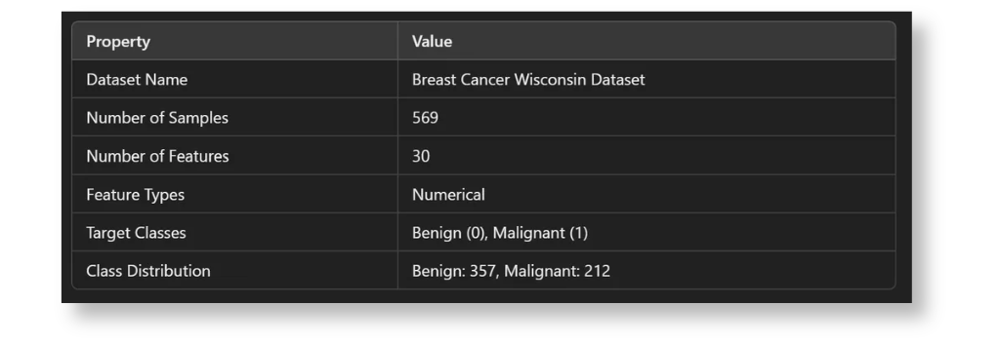 Property Value
Dataset Name Breast Cancer Wisconsin Dataset
Number of Samples 569
Number of Features 30
Feature Types Numerical
Target Classes Benign (0), Malignant (1)
Class Distribution Benign: 357, Malignant: 212